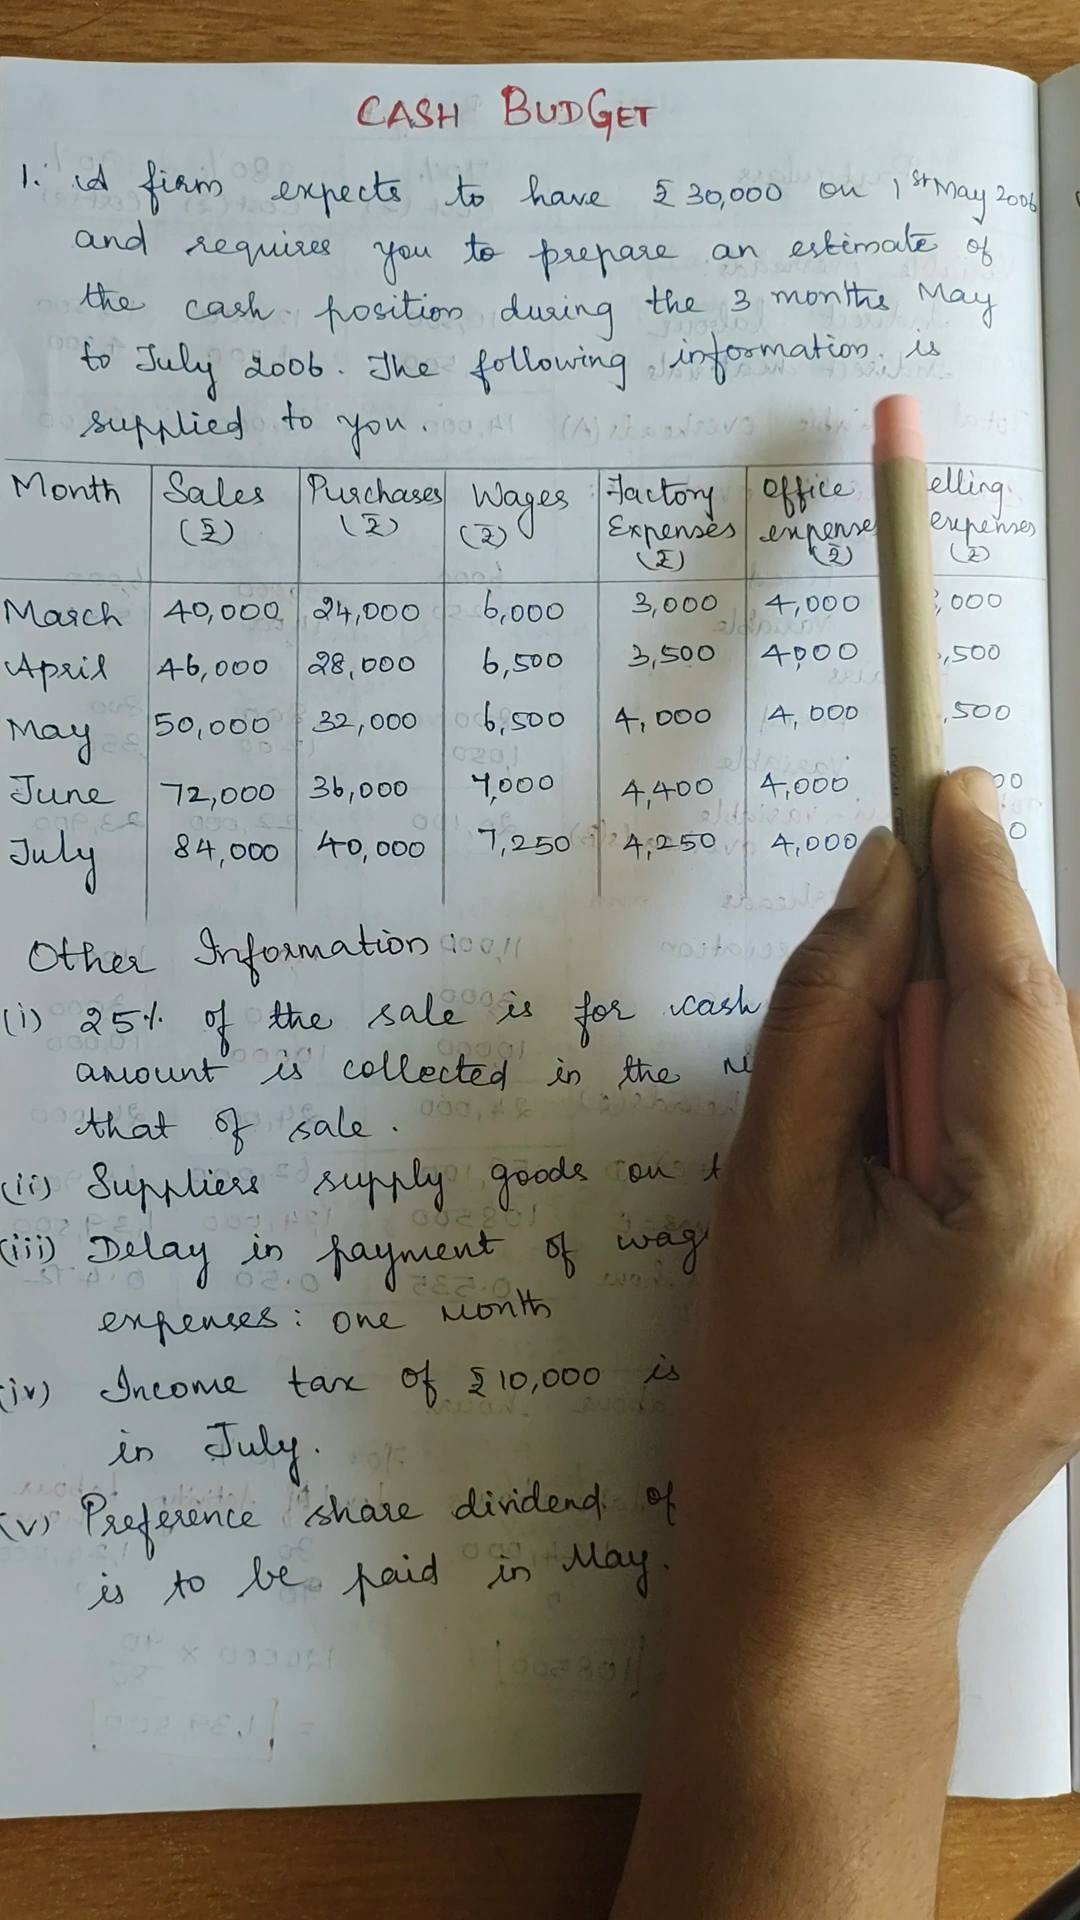 CASH BUDGET
1. A firm expects to have ₹ 30,000 on 1st May 2006
and requires you to prepare an estimate of
the cash position during the 3 months May
to July 2006. The following information is
supplied to you.
Month Sales (₹) Purchases (₹) Wages (₹) Factory Expenses (₹) Office expenses (₹) elling expenses (₹)
March 40,000 24,000 6,000 3,000 4,000 ,000
April 46,000 28,000 6,500 3,500 4000 ,500
May 50,000 32,000 6,500 4,000 4,000 ,500
June 72,000 36,000 7,000 4,400 4,000
July 84,000 40,000 7,250 4,250 4,000
Other Information:
(i) 25% of the sale is for cash
amount is collected in the
that of sale.
(ii) Suppliers supply goods on
(iii) Delay in payment of wag
expenses: one month
(iv) Income tax of ₹ 10,000 is
in July.
(v) Preference share dividend of
is to be paid in May.